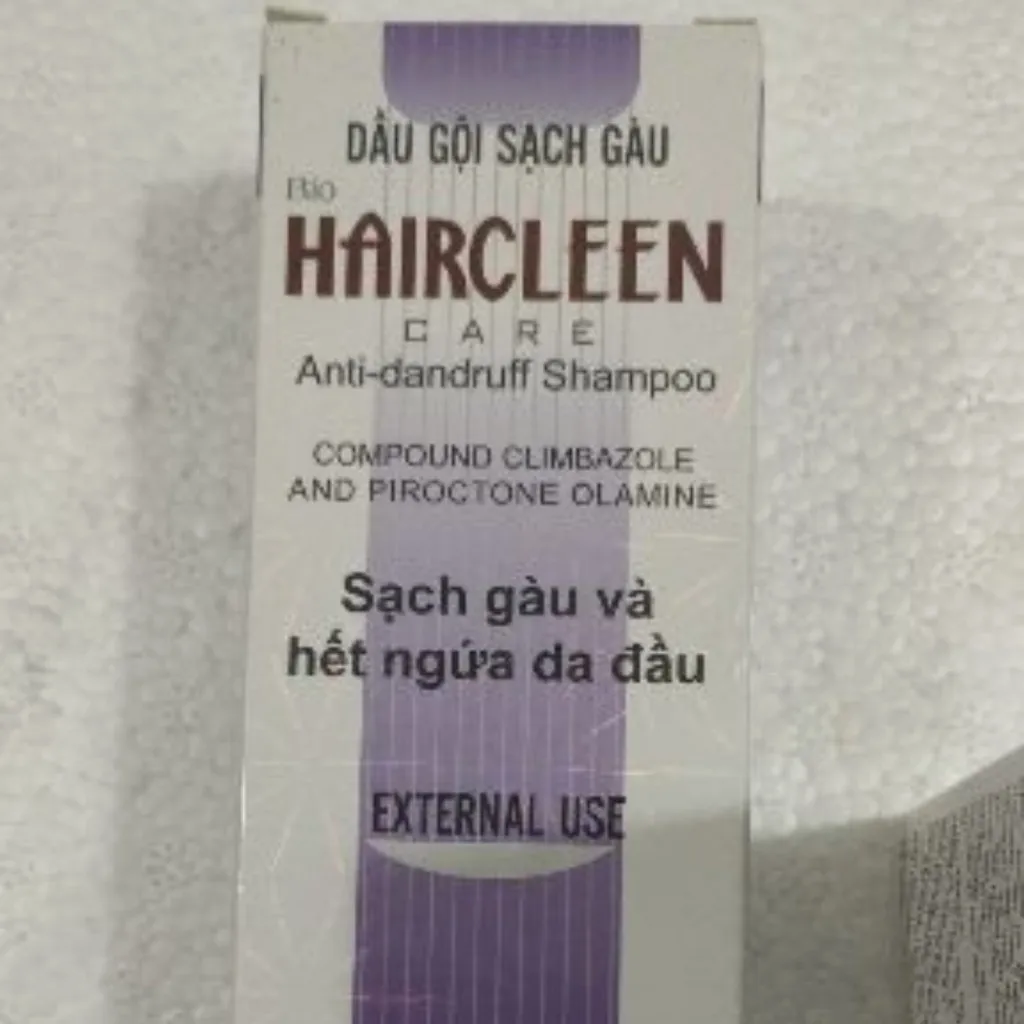 DẦU GỘI SẠCH GÀU
Bio
HAIRCLEEN
CARE
Anti-dandruff Shampoo
COMPOUND CLIMBAZOLE
AND PIROCTONE OLAMINE
Sạch gàu và
hết ngứa da đầu
EXTERNAL USE